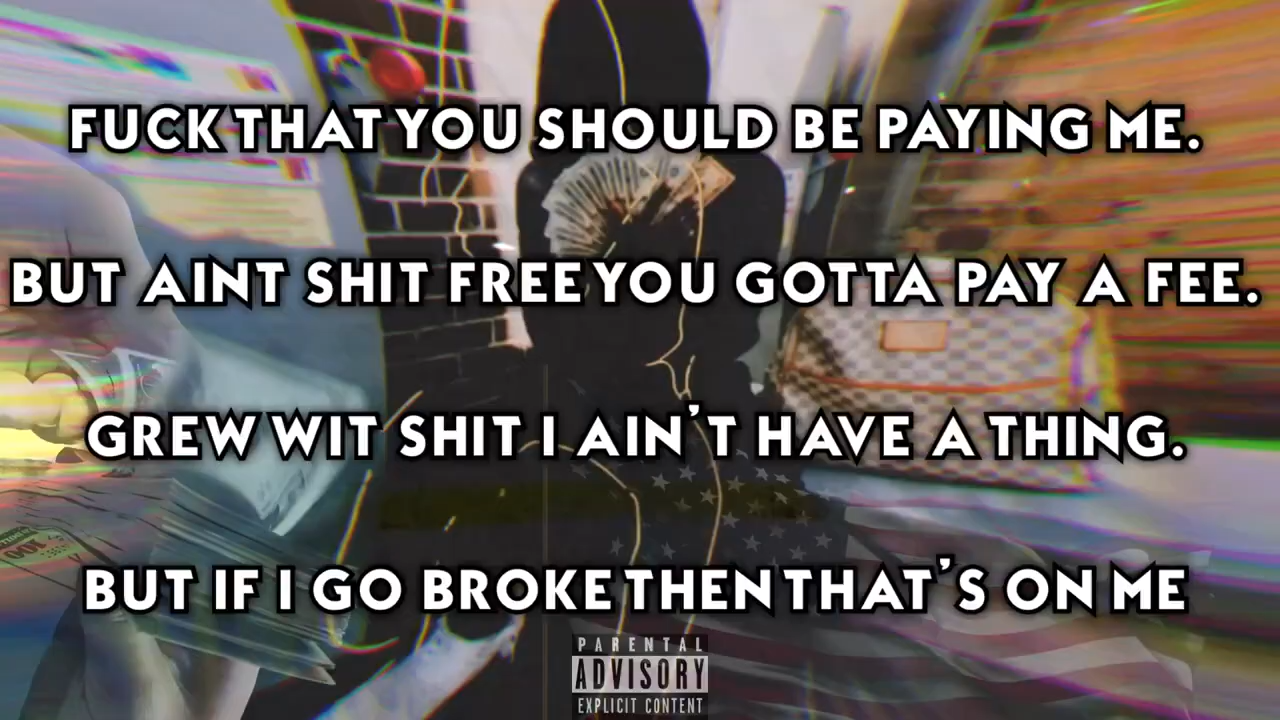 FUCK THAT YOU SHOULD BE PAYING ME.
BUT AINT SHIT FREE YOU GOTTA PAY A FEE.
GREW WIT SHIT I AIN'T HAVE A THING.
BUT IF I GO BROKE THEN THAT'S ON ME
PARENTAL
ADVISORY
EXPLICIT CONTENT